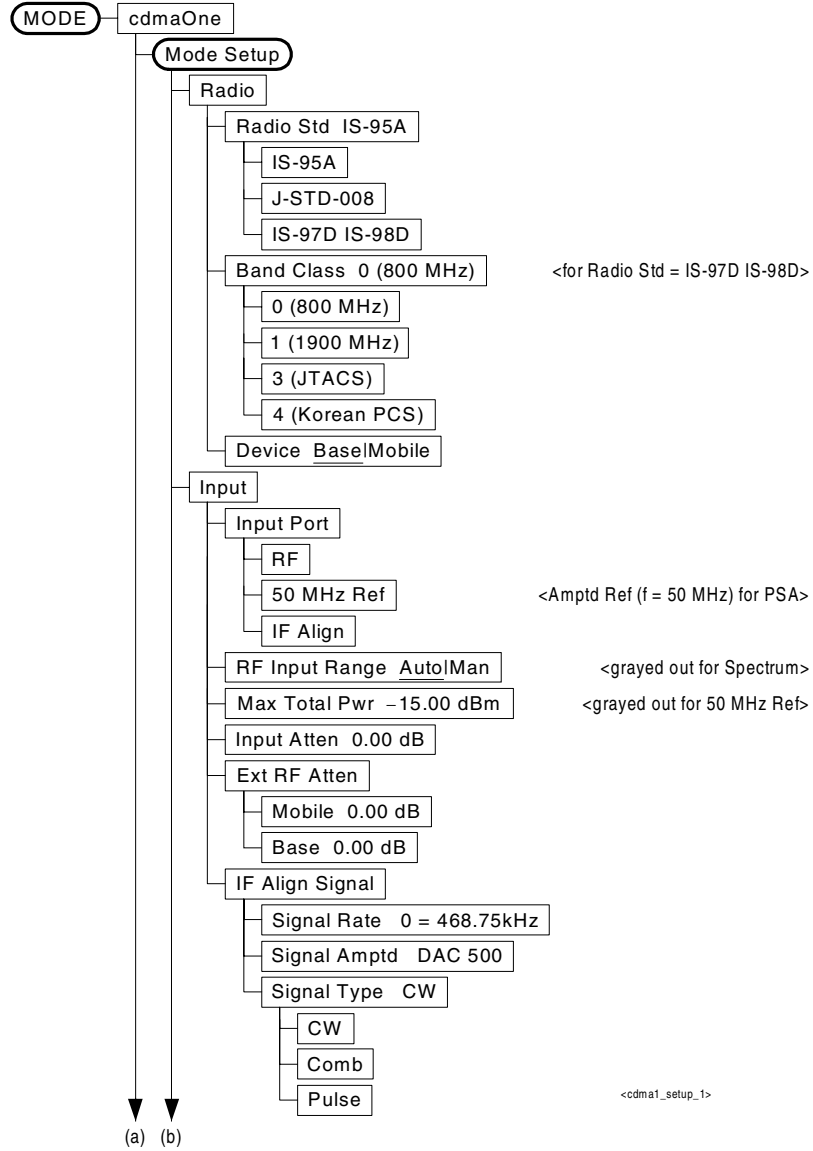 MODE cdmaOne
Mode Setup
Radio
Radio Std IS-95A
IS-95A
J-STD-008
IS-97D IS-98D
Band Class 0 (800 MHz) <for Radio Std = IS-97D IS-98D>
0 (800 MHz)
1 (1900 MHz)
3 (JTACS)
4 (Korean PCS)
Device Base|Mobile
Input
Input Port
RF
50 MHz Ref <Amptd Ref (f = 50 MHz) for PSA>
IF Align
RF Input Range Auto|Man <grayed out for Spectrum>
Max Total Pwr −15.00 dBm <grayed out for 50 MHz Ref>
Input Atten 0.00 dB
Ext RF Atten
Mobile 0.00 dB
Base 0.00 dB
IF Align Signal
Signal Rate 0 = 468.75kHz
Signal Amptd DAC 500
Signal Type CW
CW
Comb
Pulse <cdma1_setup_1>
(a) (b)